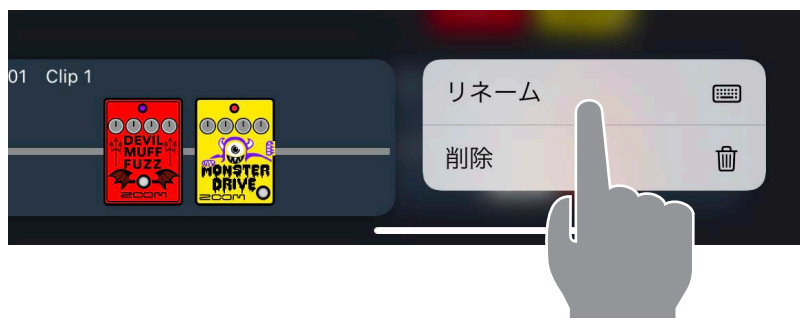 01 Clip 1
リネーム
DEVIL
MUFF
FUZZ
ZOOM
MONSTER
DRIVE
ZOOM
削除